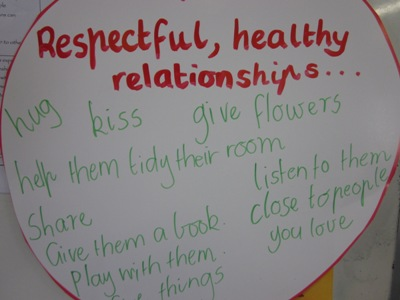 Respectful, healthy
relationships...
hug kiss give flowers
help them tidy their room
listen to them
Share
close to people
Give them a book.
you love
Play with them.
things